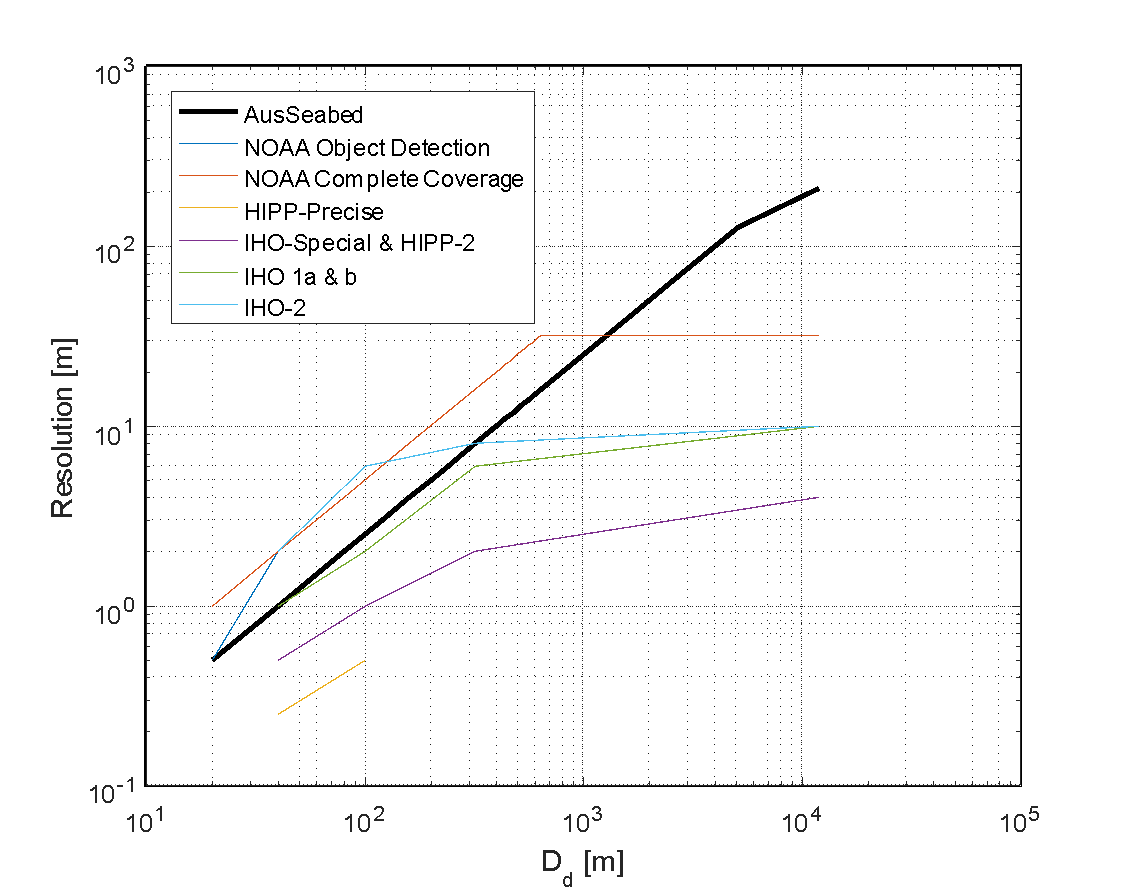 10^3
10^2
10^1
10^0
10^-1
Resolution [m]
AusSeabed
NOAA Object Detection
NOAA Complete Coverage
HIPP-Precise
IHO-Special & HIPP-2
IHO 1a & b
IHO-2
10^1
10^2
10^3
10^4
10^5
D_d [m]